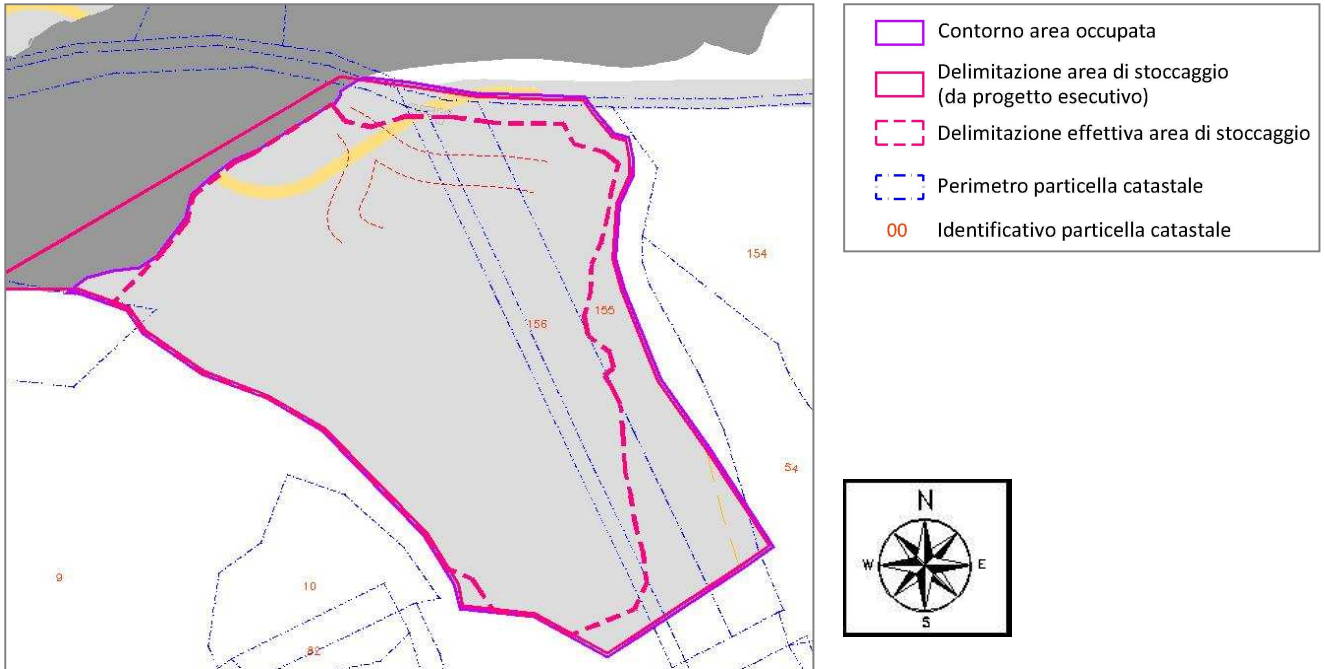 Contorno area occupata
Delimitazione area di stoccaggio
(da progetto esecutivo)
Delimitazione effettiva area di stoccaggio
Perimetro particella catastale
00 Identificativo particella catastale
154
155
156
54
9
10
82
N
W E
S